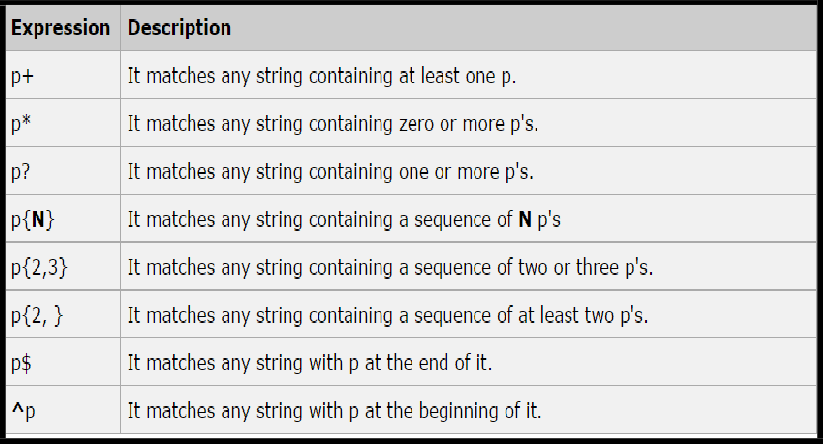 Expression Description
p+ It matches any string containing at least one p.
p* It matches any string containing zero or more p's.
p? It matches any string containing one or more p's.
p{N} It matches any string containing a sequence of N p's
p{2,3} It matches any string containing a sequence of two or three p's.
p{2, } It matches any string containing a sequence of at least two p's.
p$ It matches any string with p at the end of it.
^p It matches any string with p at the beginning of it.